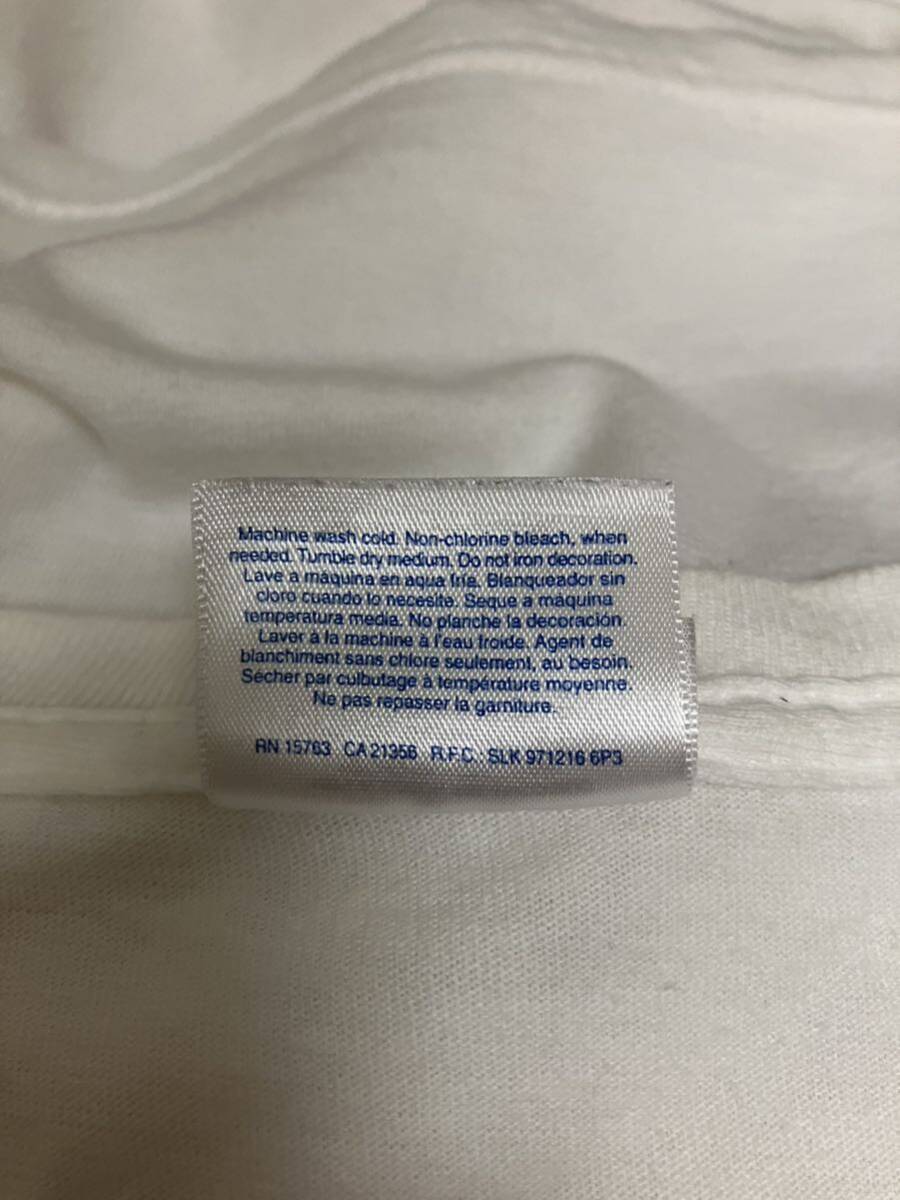 Machine wash cold. Non-chlorine bleach, when
needed. Tumble dry medium. Do not iron decoration.
Lave a máquina en agua fria. Blanqueador sin
cloro cuando lo necesite. Seque a máquina
temperatura media. No planche la decoración.
Laver à la machine à l'eau froide. Agent de
blanchiment sans chlore seulement, au besoin.
Sécher par culbutage à température moyenne.
Ne pas repasser la garniture.
RN 15763 CA 21356 R.F.C.: SLK 971216 6P3